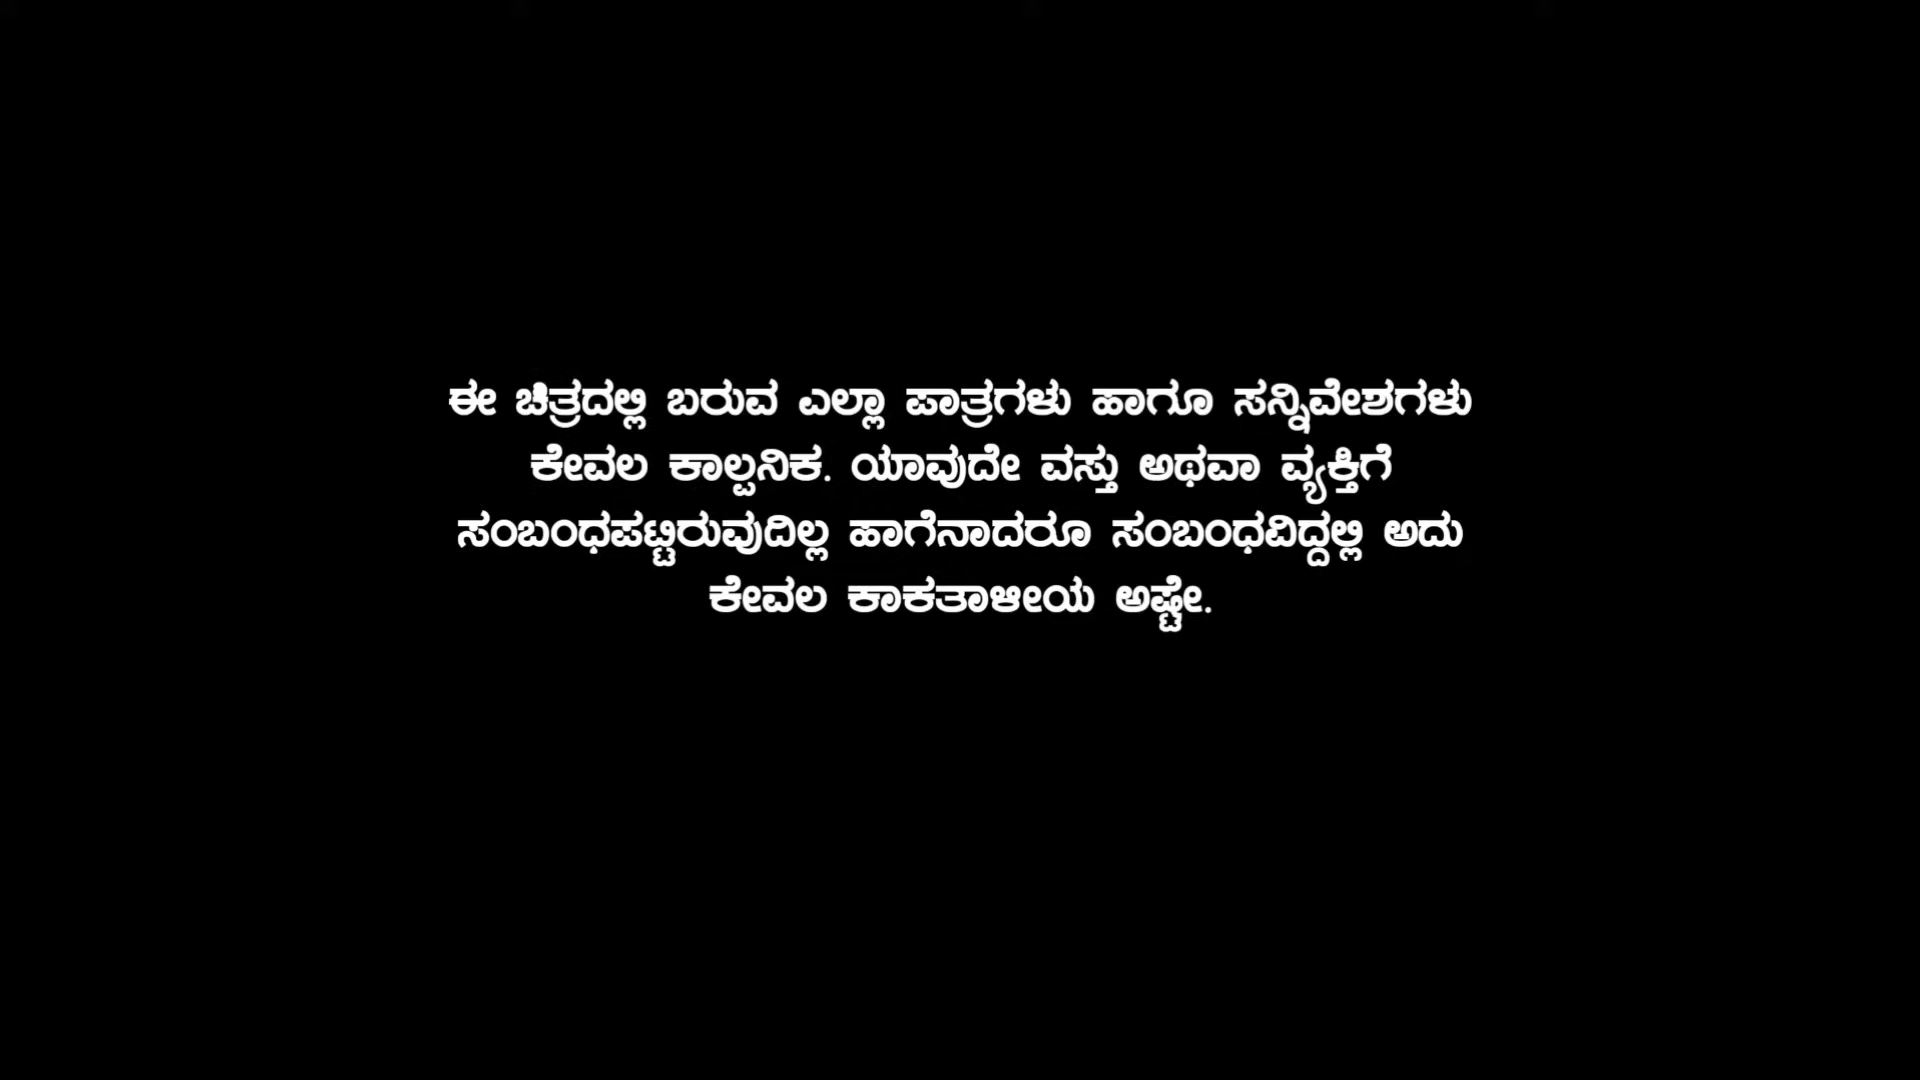 ಈ ಚಿತ್ರದಲ್ಲಿ ಬರುವ ಎಲ್ಲಾ ಪಾತ್ರಗಳು ಹಾಗೂ ಸನ್ನಿವೇಶಗಳು
ಕೇವಲ ಕಾಲ್ಪನಿಕ. ಯಾವುದೇ ವಸ್ತು ಅಥವಾ ವ್ಯಕ್ತಿಗೆ
ಸಂಬಂಧಪಟ್ಟಿರುವುದಿಲ್ಲ ಹಾಗೆನಾದರೂ ಸಂಬಂಧವಿದ್ದಲ್ಲಿ ಅದು
ಕೇವಲ ಕಾಕತಾಳೀಯ ಅಷ್ಟೇ.